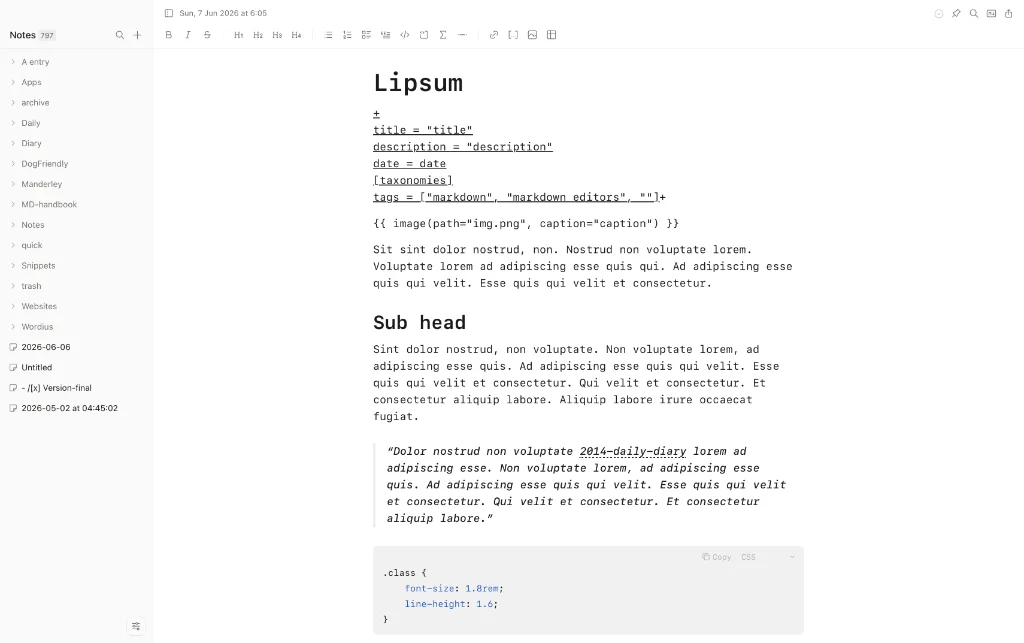 Sun, 7 Jun 2026 at 6:05
Notes 797
B I S H1 H2 H3 H4
A entry
Apps
archive
Daily
Diary
DogFriendly
Manderley
MD-handbook
Notes
quick
Snippets
trash
Websites
Wordius
2026-06-06
Untitled
- /[x] Version-final
2026-05-02 at 04:45:02
Lipsum
+
title = "title"
description = "description"
date = date
[taxonomies]
tags = ["markdown", "markdown editors", ""]+
{{ image(path="img.png", caption="caption") }}
Sit sint dolor nostrud, non. Nostrud non voluptate lorem.
Voluptate lorem ad adipiscing esse quis qui. Ad adipiscing esse
quis qui velit. Esse quis qui velit et consectetur.
Sub head
Sint dolor nostrud, non voluptate. Non voluptate lorem, ad
adipiscing esse quis. Ad adipiscing esse quis qui velit. Esse
quis qui velit et consectetur. Qui velit et consectetur. Et
consectetur aliquip labore. Aliquip labore irure occaecat
fugiat.
“Dolor nostrud non voluptate 2014-daily-diary lorem ad
adipiscing esse. Non voluptate lorem, ad adipiscing esse
quis. Ad adipiscing esse quis qui velit. Esse quis qui velit
et consectetur. Qui velit et consectetur. Et consectetur
aliquip labore.”
Copy CSS
.class {
font-size: 1.8rem;
line-height: 1.6;
}